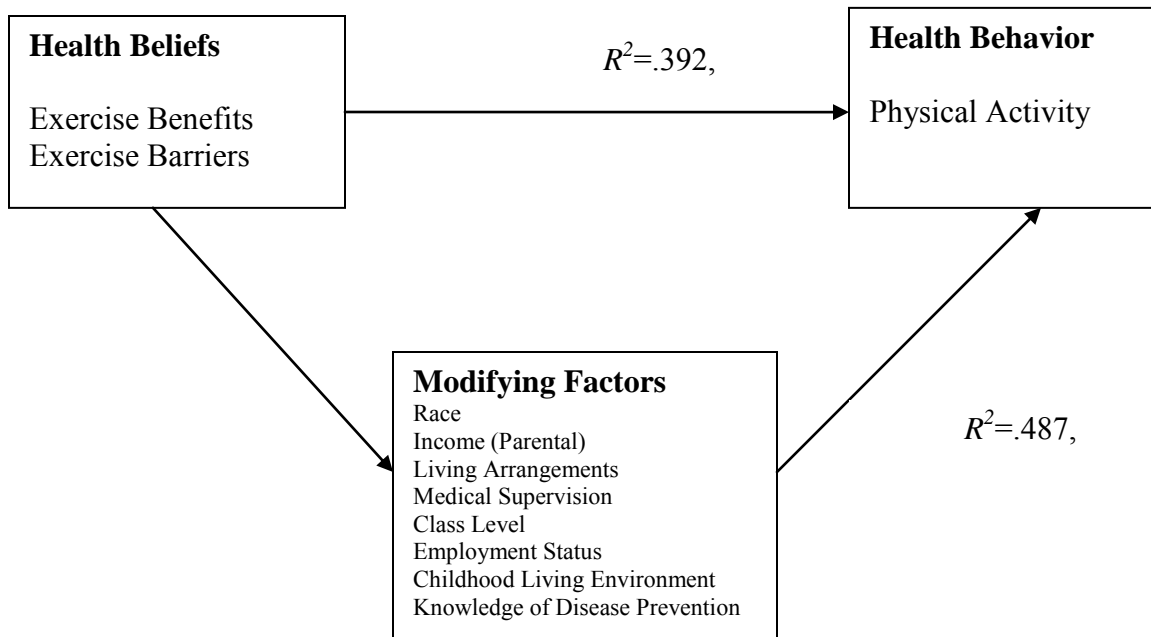 Health Beliefs
Exercise Benefits
Exercise Barriers
R²=.392,
Health Behavior
Physical Activity
Modifying Factors
Race
Income (Parental)
Living Arrangements
Medical Supervision
Class Level
Employment Status
Childhood Living Environment
Knowledge of Disease Prevention
R²=.487,